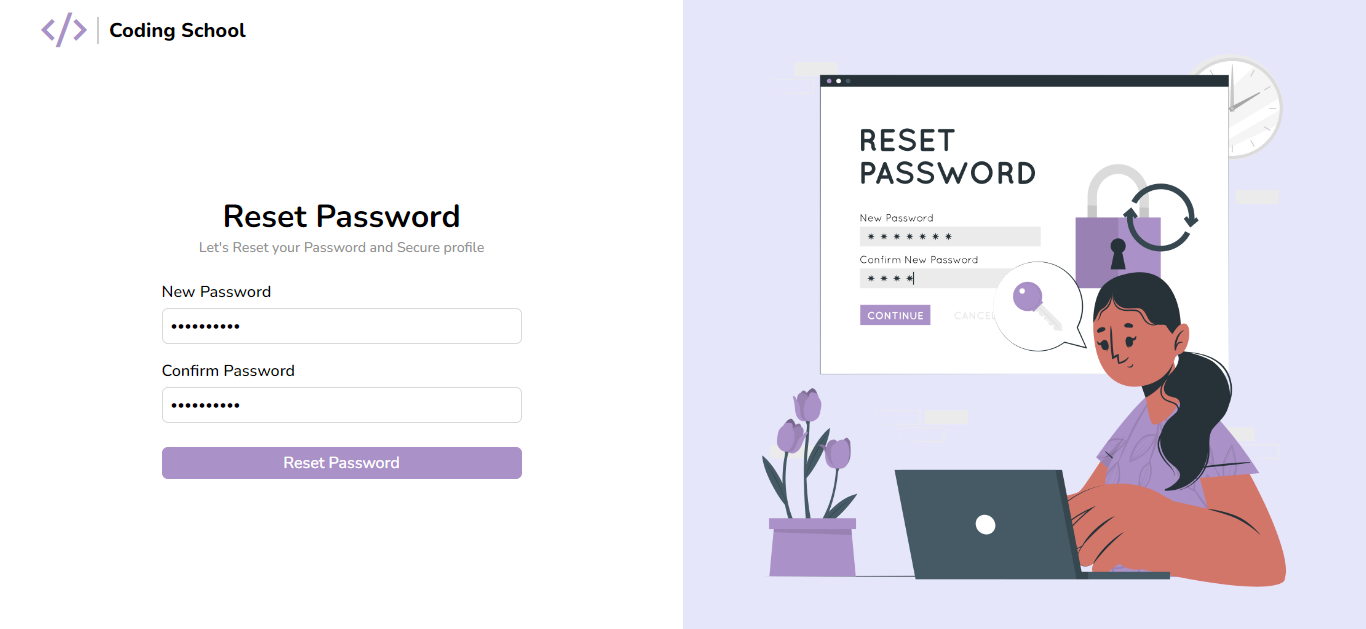 </> | Coding School
Reset Password
Let's Reset your Password and Secure profile
New Password
••••••••••
Confirm Password
••••••••••
Reset Password
RESET
PASSWORD
New Password
* * * * * * *
Confirm New Password
* * * *
CONTINUE
CANCEL